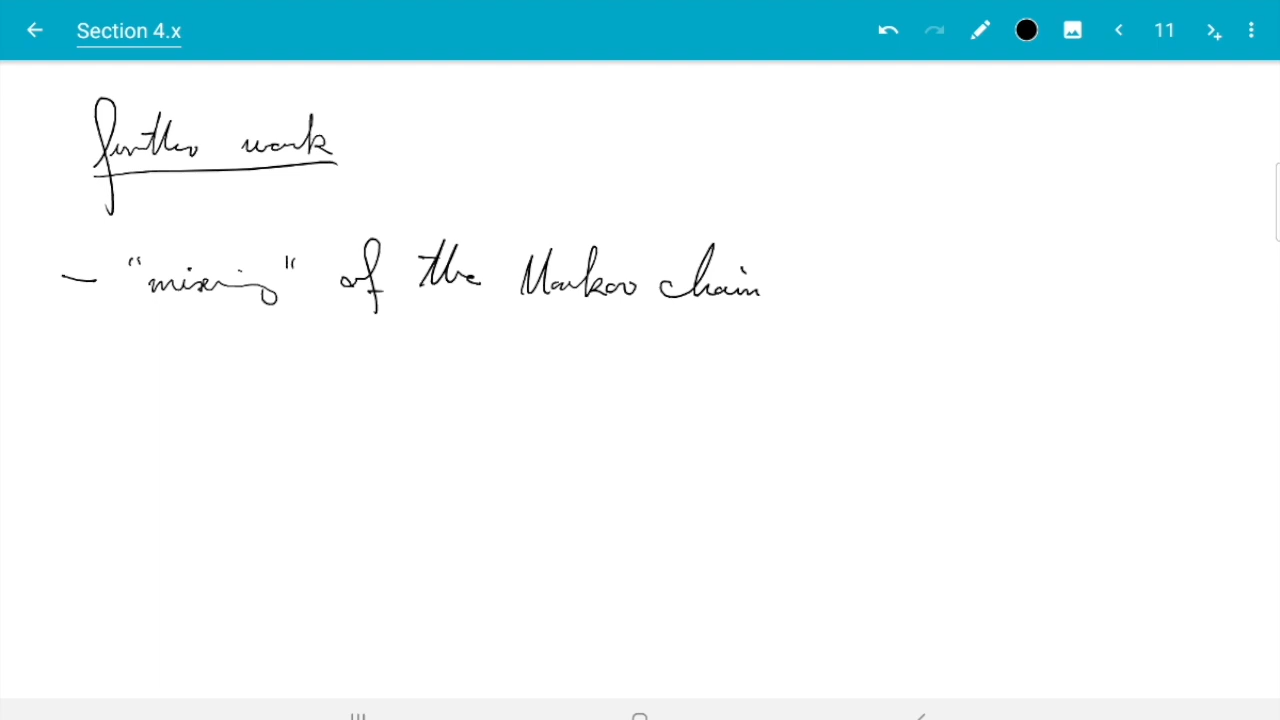 Section 4.x
11
further work
- "mixing" of the Markov chain